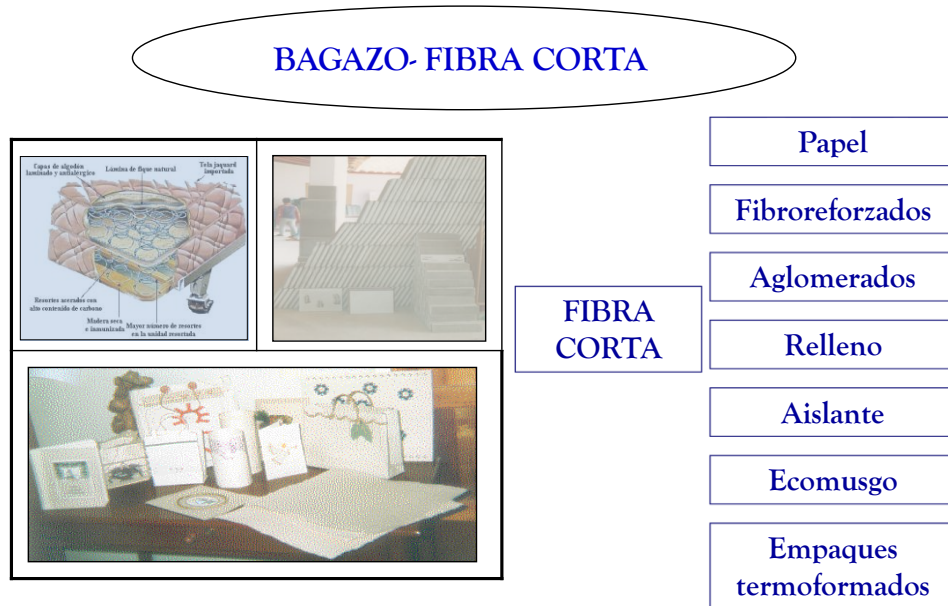 BAGAZO- FIBRA CORTA
Capas de algodón
laminado y antialérgico
Lámina de fique natural
Tela jaquard
importada
Resortes acerados con
alto contenido de carbono
Madera seca
e inmunizada
Mayor número de resortes
en la unidad resortada
FIBRA
CORTA
Papel
Fibroreforzados
Aglomerados
Relleno
Aislante
Ecomusgo
Empaques
termoformados